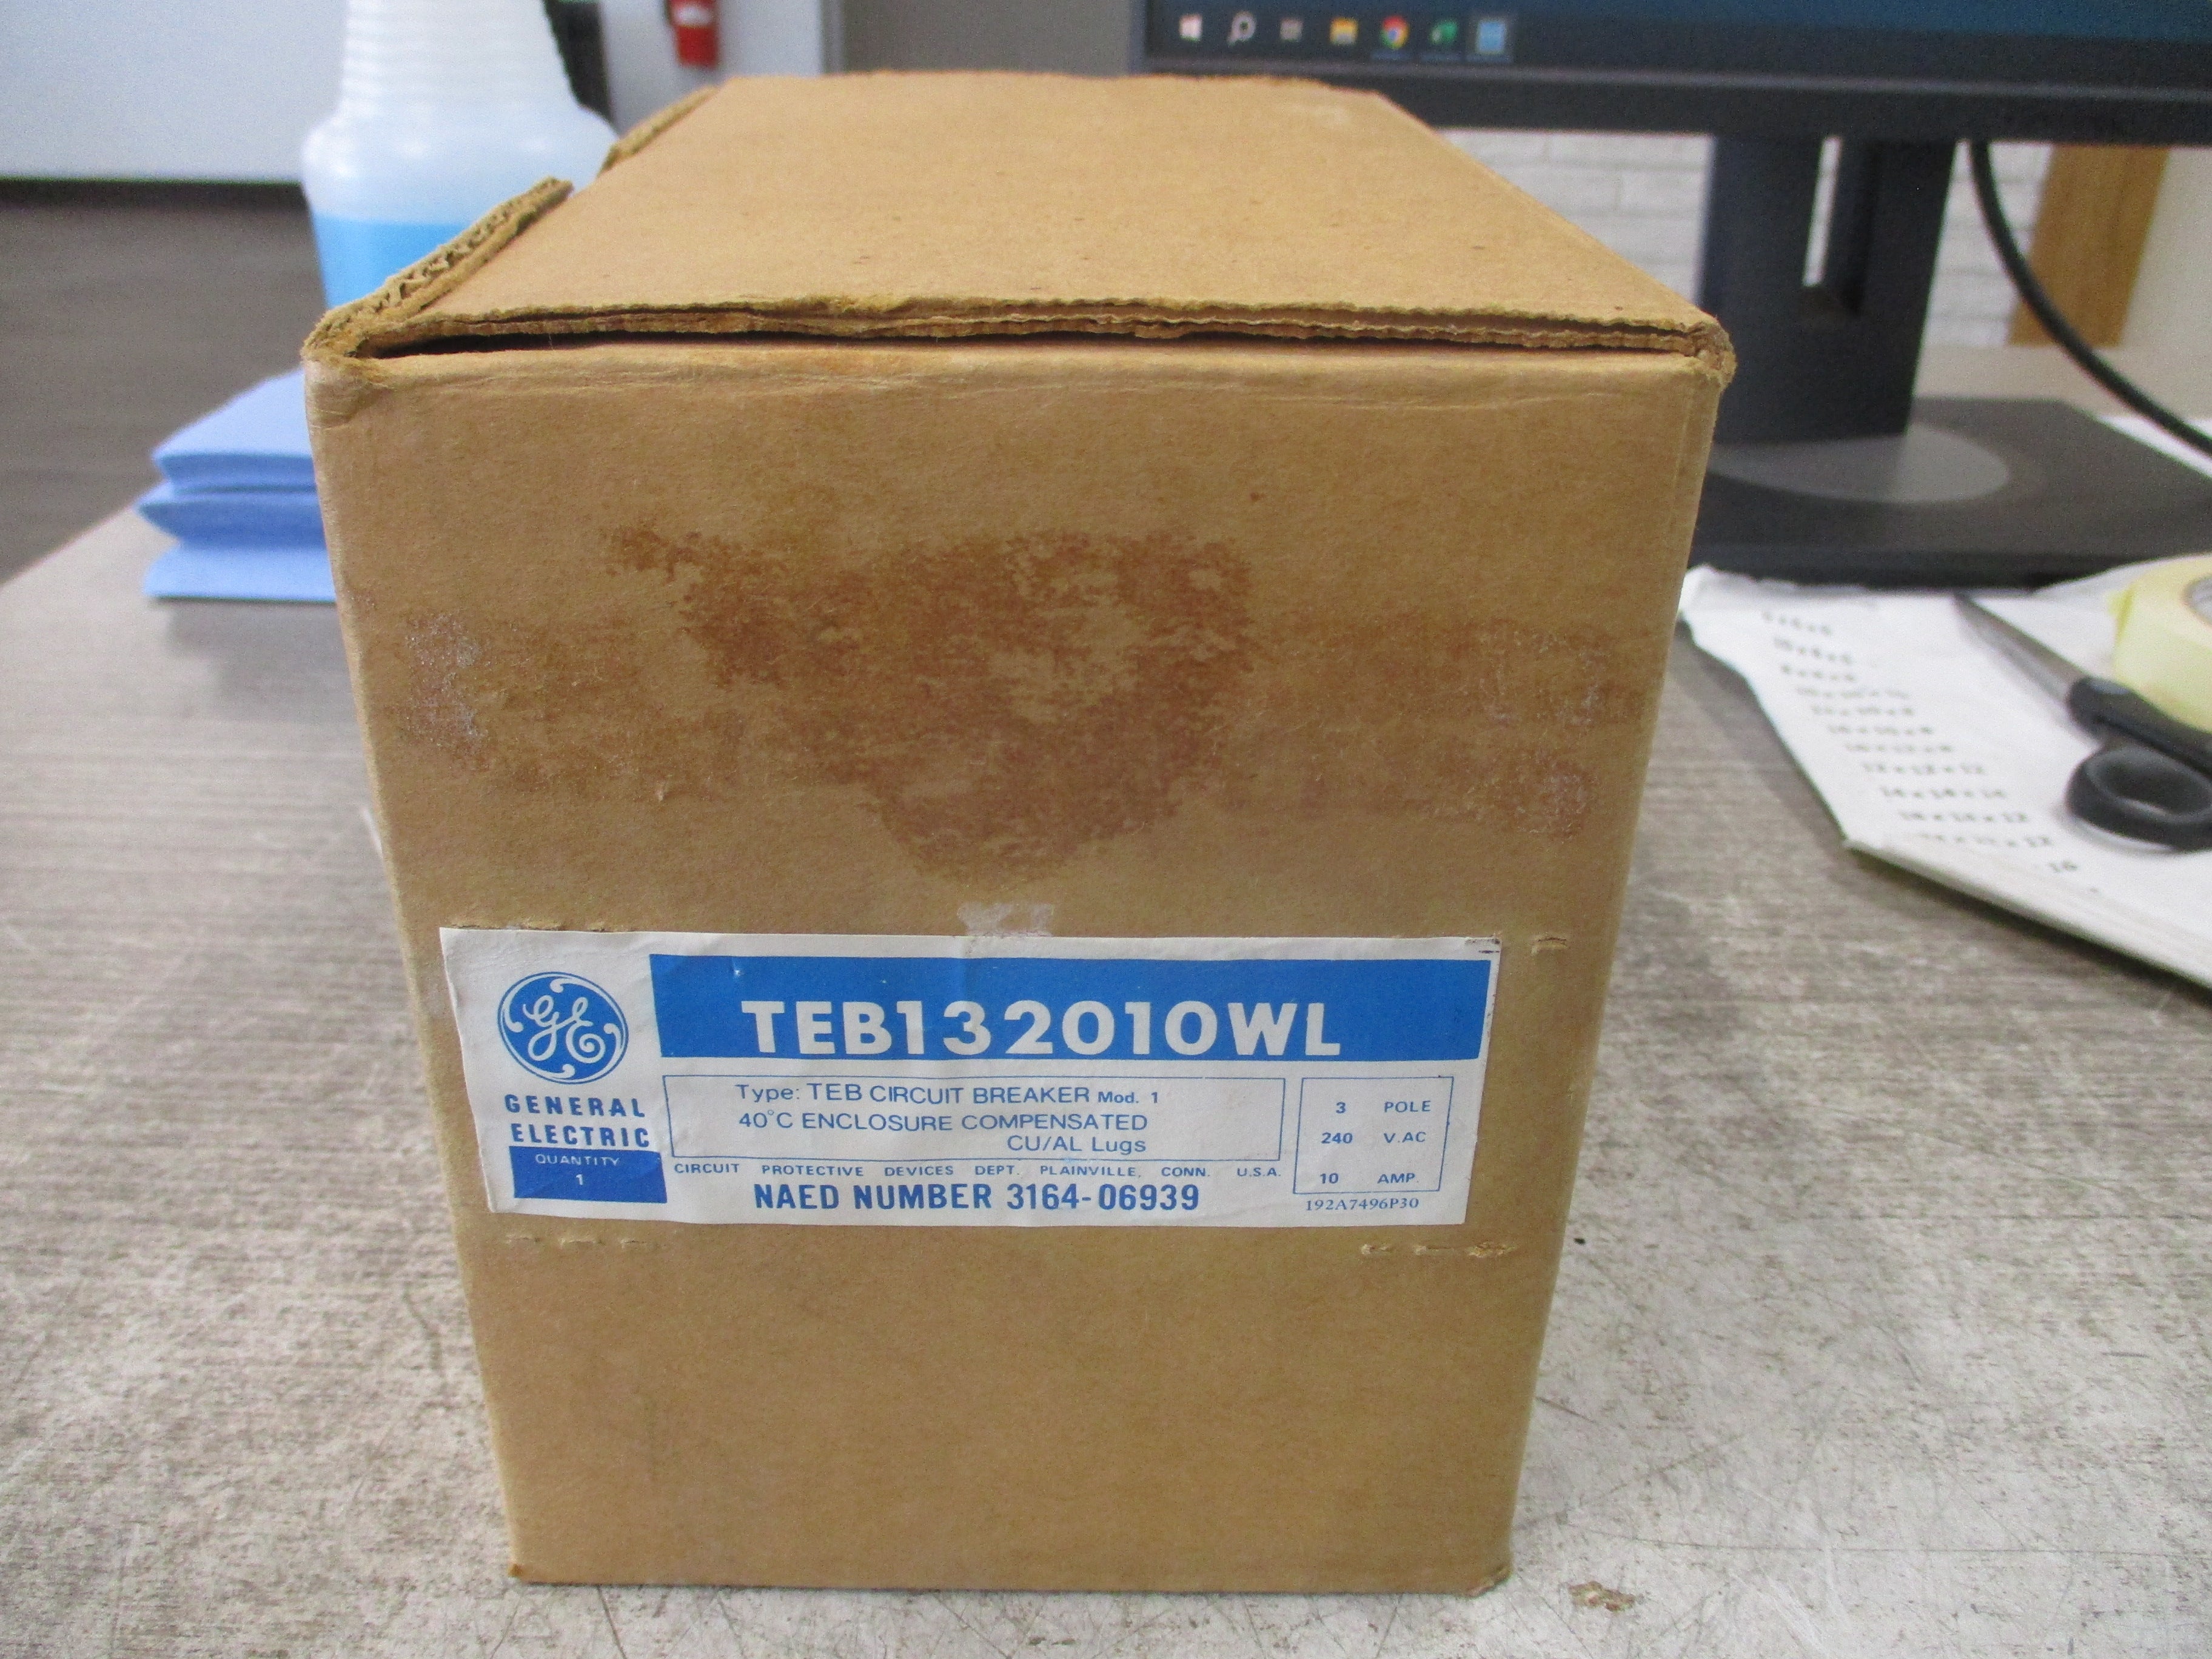 TEB132010WL
GE
GENERAL
ELECTRIC
QUANTITY
1
Type: TEB CIRCUIT BREAKER Mod. 1
40°C ENCLOSURE COMPENSATED
CU/AL Lugs
3 POLE
240 V.AC
10 AMP.
CIRCUIT PROTECTIVE DEVICES DEPT. PLAINVILLE, CONN. U.S.A.
NAED NUMBER 3164-06939
192A7496P30